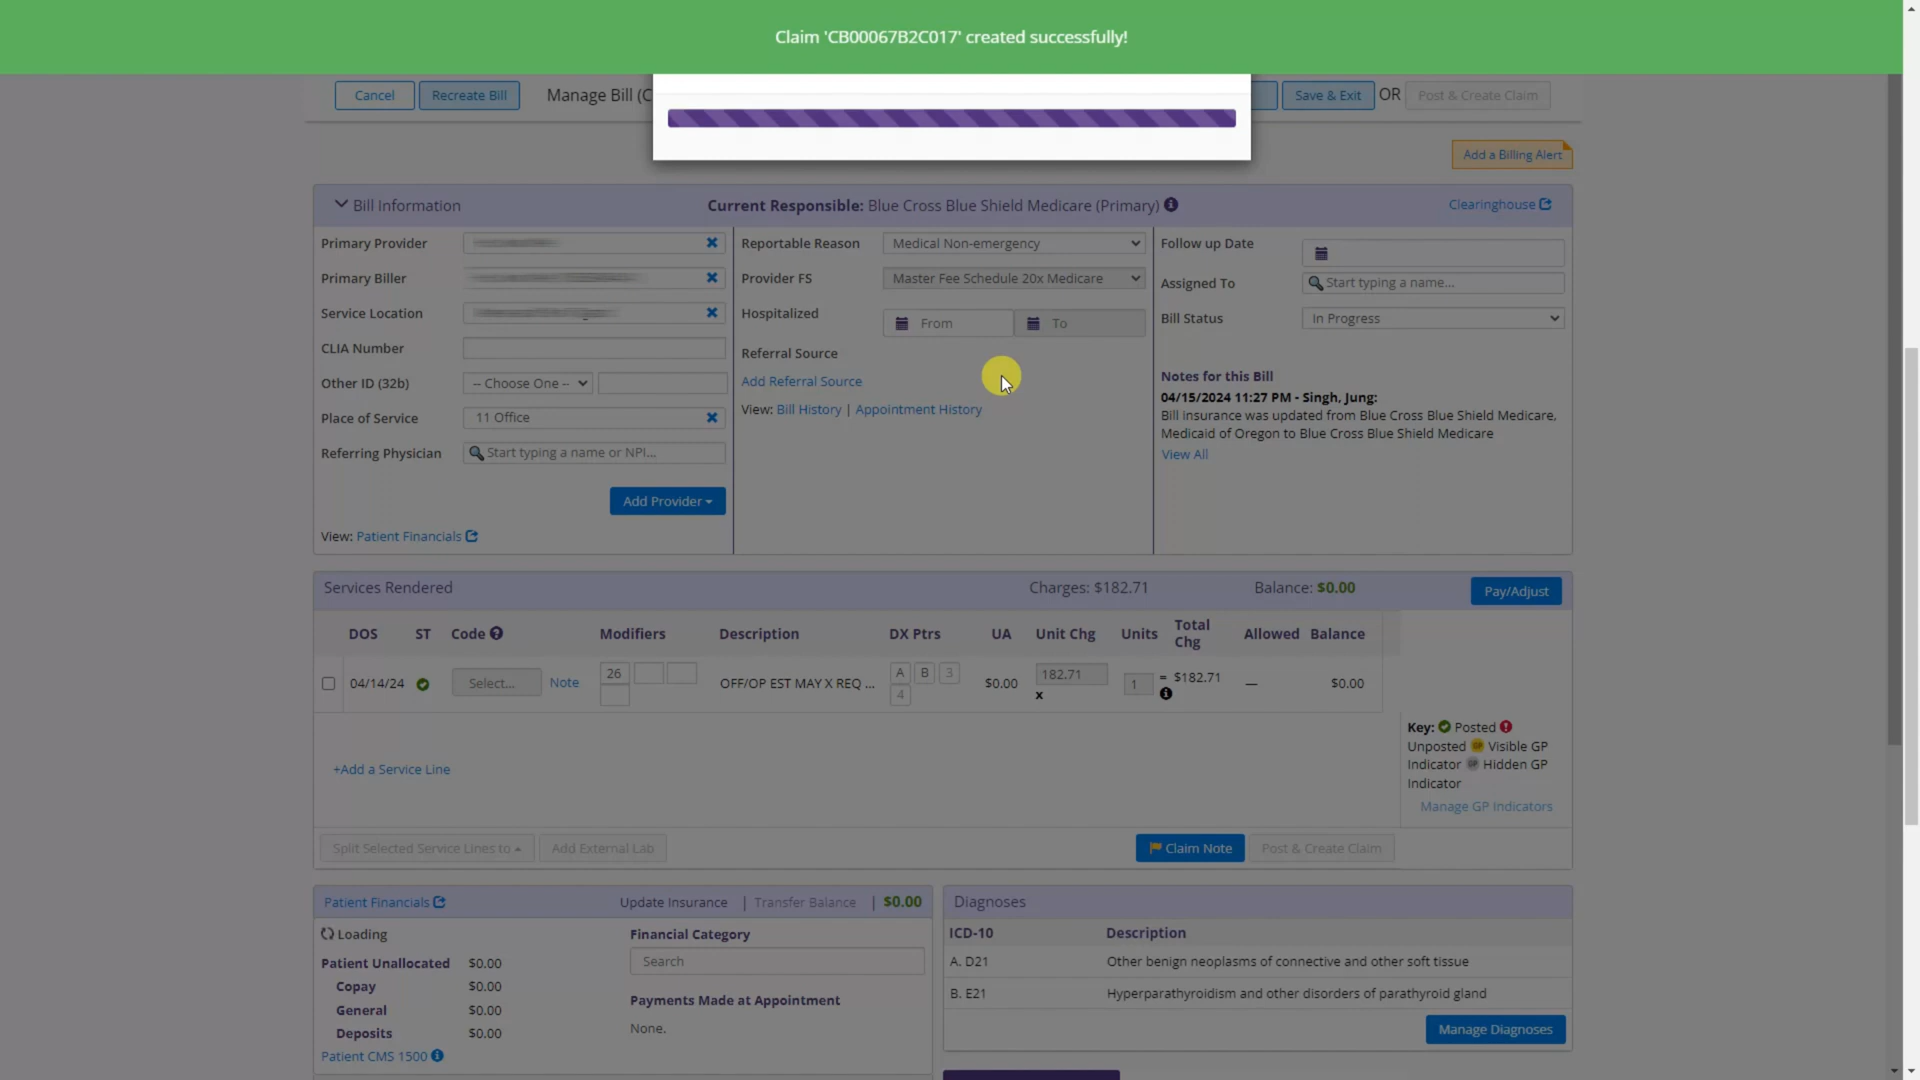 Claim 'CB00067B2C017' created successfully!
Cancel Recreate Bill Manage Bill (C Save & Exit OR Post & Create Claim
Add a Billing Alert
Bill Information Current Responsible: Blue Cross Blue Shield Medicare (Primary) Clearinghouse
Primary Provider
Primary Biller
Service Location
CLIA Number
Other ID (32b) -- Choose One --
Place of Service 11 Office
Referring Physician Start typing a name or NPI...
Add Provider
View: Patient Financials
Reportable Reason Medical Non-emergency
Provider FS Master Fee Schedule 20x Medicare
Hospitalized From To
Referral Source
Add Referral Source
View: Bill History | Appointment History
Follow up Date
Assigned To Start typing a name...
Bill Status In Progress
Notes for this Bill
04/15/2024 11:27 PM - Singh, Jung:
Bill insurance was updated from Blue Cross Blue Shield Medicare,
Medicaid of Oregon to Blue Cross Blue Shield Medicare
View All
Services Rendered Charges: $182.71 Balance: $0.00 Pay/Adjust
DOS ST Code Modifiers Description DX Ptrs UA Unit Chg Units Total Chg Allowed Balance
04/14/24 Select... Note 26 OFF/OP EST MAY X REQ ... A B 3 4 $0.00 182.71 x 1 = $182.71 — $0.00
+Add a Service Line
Key: Posted
Unposted GP Visible GP
Indicator GP Hidden GP
Indicator
Manage GP Indicators
Split Selected Service Lines to Add External Lab Claim Note Post & Create Claim
Patient Financials Update Insurance | Transfer Balance | $0.00
Loading
Patient Unallocated $0.00
Copay $0.00
General $0.00
Deposits $0.00
Patient CMS 1500
Financial Category
Search
Payments Made at Appointment
None.
Diagnoses
ICD-10 Description
A. D21 Other benign neoplasms of connective and other soft tissue
B. E21 Hyperparathyroidism and other disorders of parathyroid gland
Manage Diagnoses